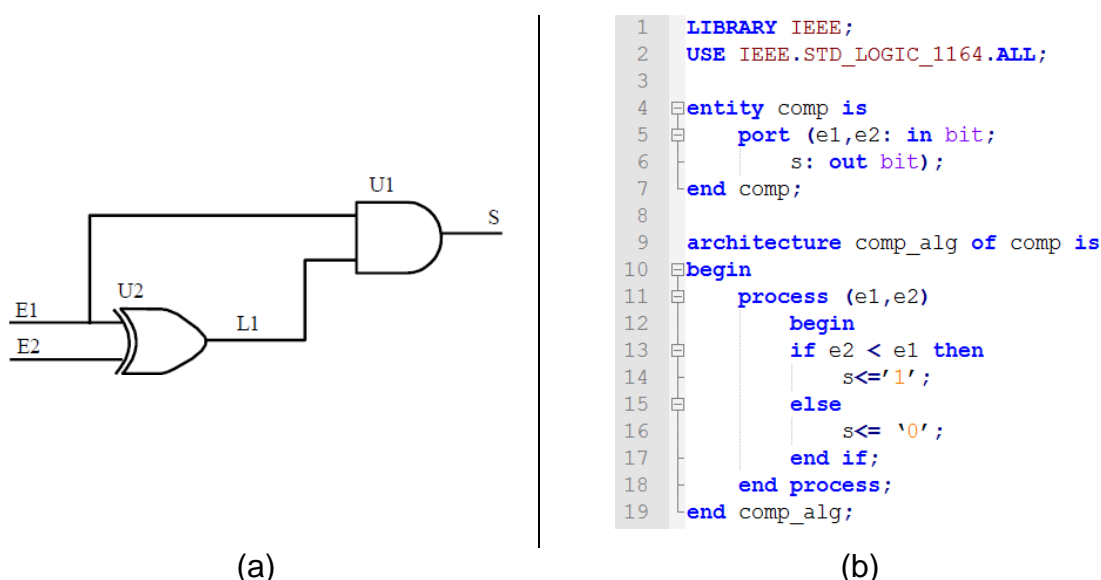 U1
S
U2
E1
L1
E2
(a)
1 LIBRARY IEEE;
2 USE IEEE.STD_LOGIC_1164.ALL;
3
4 entity comp is
5 port (e1,e2: in bit;
6 s: out bit);
7 end comp;
8
9 architecture comp_alg of comp is
10 begin
11 process (e1,e2)
12 begin
13 if e2 < e1 then
14 s<=’1’;
15 else
16 s<= ‘0’;
17 end if;
18 end process;
19 end comp_alg;
(b)